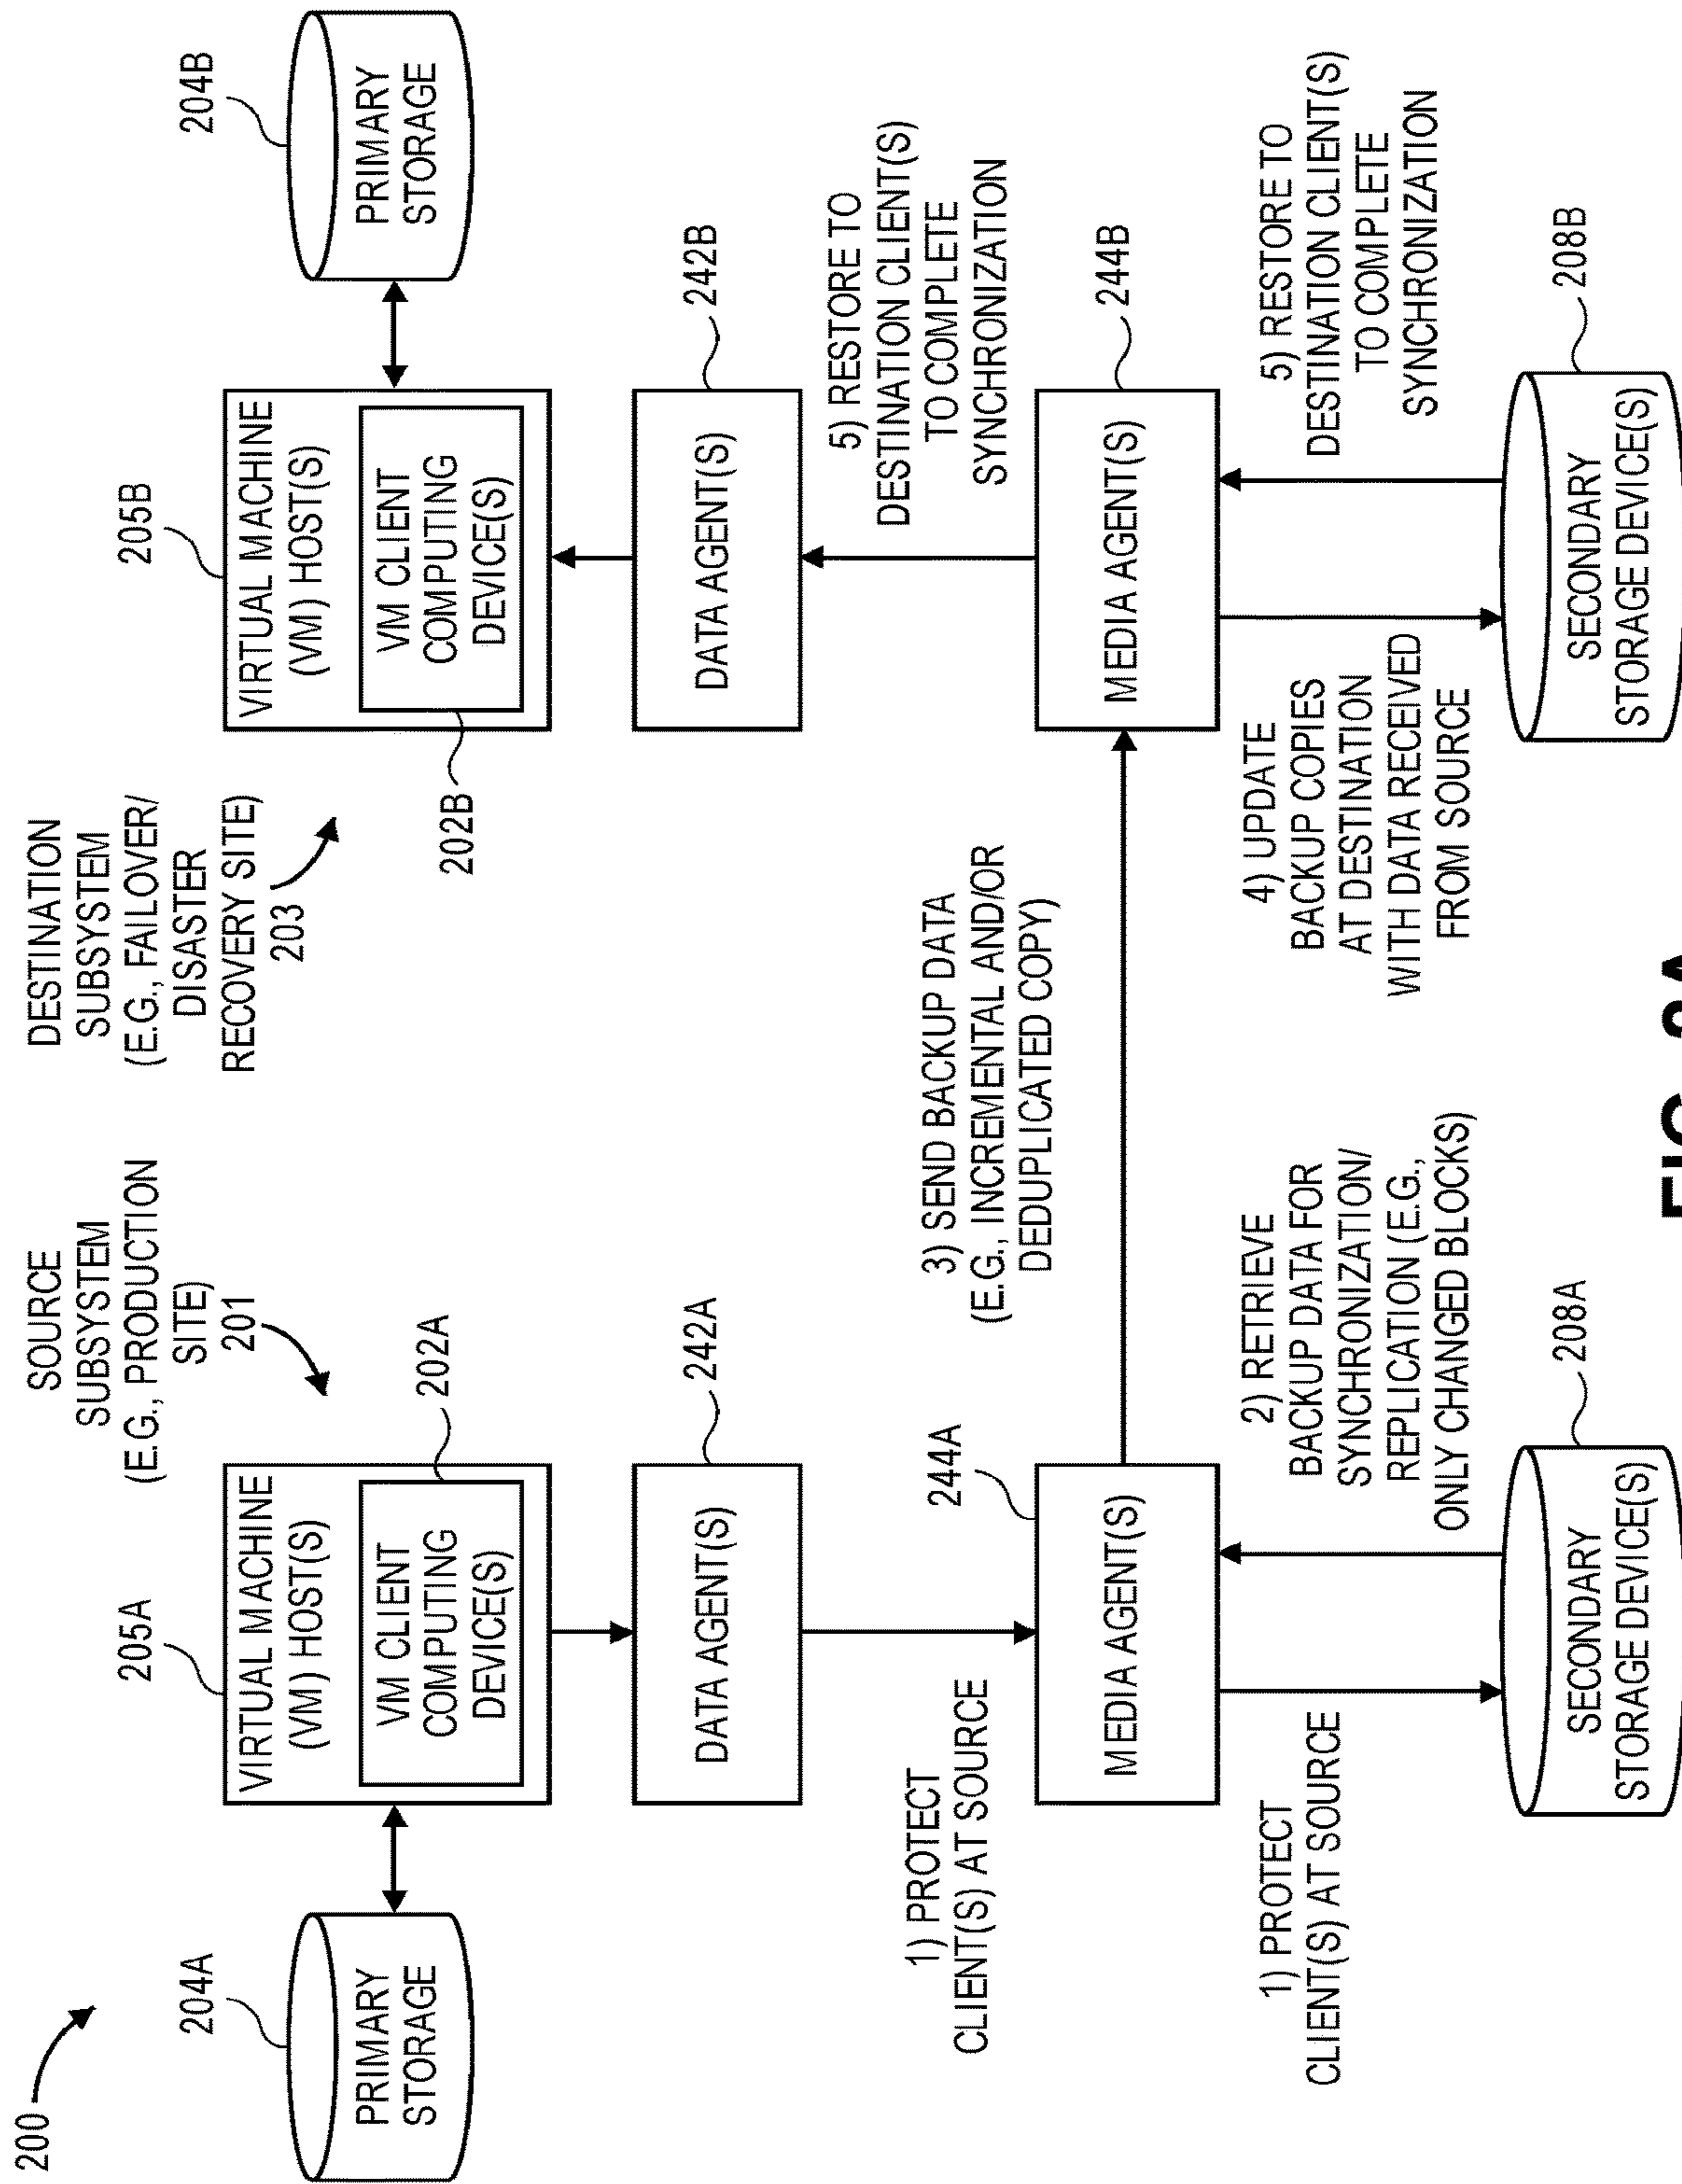 200
SOURCE
SUBSYSTEM
(E.G., PRODUCTION
SITE)
201
DESTINATION
SUBSYSTEM
(E.G., FAILOVER/
DISASTER
RECOVERY SITE)
203
204A
PRIMARY
STORAGE
205A
VIRTUAL MACHINE
(VM) HOST(S)
VM CLIENT
COMPUTING
DEVICE(S)
202A
205B
VIRTUAL MACHINE
(VM) HOST(S)
VM CLIENT
COMPUTING
DEVICE(S)
202B
204B
PRIMARY
STORAGE
DATA AGENT(S)
242A
DATA AGENT(S)
242B
1) PROTECT
CLIENT(S) AT SOURCE
244A
3) SEND BACKUP DATA
(E.G., INCREMENTAL AND/OR
DEDUPLICATED COPY)
5) RESTORE TO
DESTINATION CLIENT(S)
TO COMPLETE
SYNCHRONIZATION
MEDIA AGENT(S)
MEDIA AGENT(S)
244B
1) PROTECT
CLIENT(S) AT SOURCE
2) RETRIEVE
BACKUP DATA FOR
SYNCHRONIZATION/
REPLICATION (E.G.,
ONLY CHANGED BLOCKS)
4) UPDATE
BACKUP COPIES
AT DESTINATION
WITH DATA RECEIVED
FROM SOURCE
5) RESTORE TO
DESTINATION CLIENT(S)
TO COMPLETE
SYNCHRONIZATION
SECONDARY
STORAGE DEVICE(S)
208A
SECONDARY
STORAGE DEVICE(S)
208B